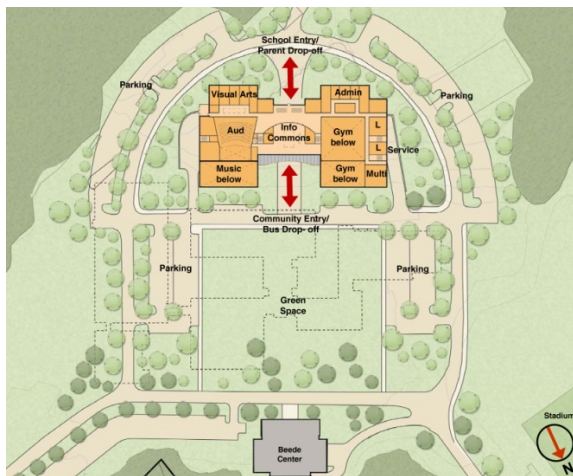 School Entry/
Parent Drop-off
Parking
Parking
Visual Arts
Admin
Aud
Info
Commons
Gym
below
L
L
Service
Music
below
Gym
below
Multi
Community Entry/
Bus Drop- off
Parking
Parking
Green
Space
Beede
Center
Stadium
N